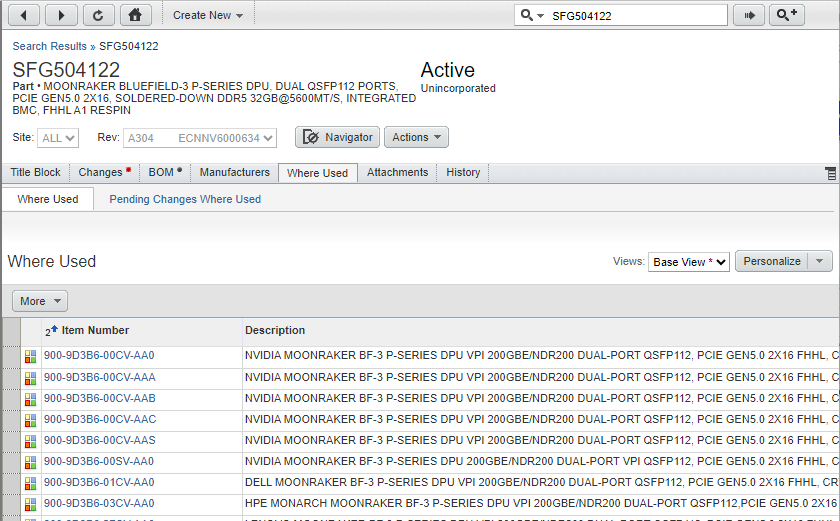 Create New
SFG504122
Search Results » SFG504122
SFG504122
Active
Part • MOONRAKER BLUEFIELD-3 P-SERIES DPU, DUAL QSFP112 PORTS,
Unincorporated
PCIE GEN5.0 2X16, SOLDERED-DOWN DDR5 32GB@5600MT/S, INTEGRATED
BMC, FHHL A1 RESPIN
Site: ALL Rev: A304 ECNNV6000634 Navigator Actions
Title Block Changes BOM Manufacturers Where Used Attachments History
Where Used Pending Changes Where Used
Where Used Views: Base View * Personalize
More
2 Item Number Description
900-9D3B6-00CV-AA0 NVIDIA MOONRAKER BF-3 P-SERIES DPU VPI 200GBE/NDR200 DUAL-PORT QSFP112, PCIE GEN5.0 2X16 FHHL, C
900-9D3B6-00CV-AAA NVIDIA MOONRAKER BF-3 P-SERIES DPU VPI 200GBE/NDR200 DUAL-PORT QSFP112, PCIE GEN5.0 2X16 FHHL, C
900-9D3B6-00CV-AAB NVIDIA MOONRAKER BF-3 P-SERIES DPU VPI 200GBE/NDR200 DUAL-PORT QSFP112, PCIE GEN5.0 2X16 FHHL, C
900-9D3B6-00CV-AAC NVIDIA MOONRAKER BF-3 P-SERIES DPU VPI 200GBE/NDR200 DUAL-PORT QSFP112, PCIE GEN5.0 2X16 FHHL, C
900-9D3B6-00CV-AAS NVIDIA MOONRAKER BF-3 P-SERIES DPU VPI 200GBE/NDR200 DUAL-PORT QSFP112, PCIE GEN5.0 2X16 FHHL, C
900-9D3B6-00SV-AA0 NVIDIA MOONRAKER BF-3 P-SERIES DPU 200GBE/NDR200 DUAL-PORT VPI QSFP112, PCIE GEN5.0 2X16 FHHL, C
900-9D3B6-01CV-AA0 DELL MOONRAKER BF-3 P-SERIES DPU VPI 200GBE/NDR200 DUAL-PORT QSFP112, PCIE GEN5.0 2X16 FHHL, CR
900-9D3B6-03CV-AA0 HPE MONARCH MOONRAKER BF-3 P-SERIES DPU VPI 200GBE/NDR200 DUAL-PORT QSFP112,PCIE GEN5.0 2X16 FH